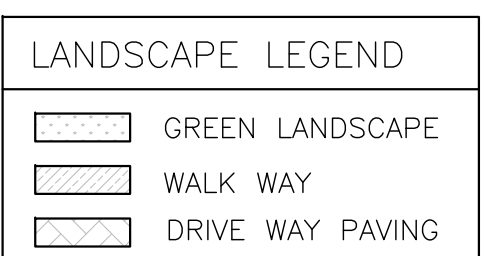 LANDSCAPE LEGEND
GREEN LANDSCAPE
WALK WAY
DRIVE WAY PAVING